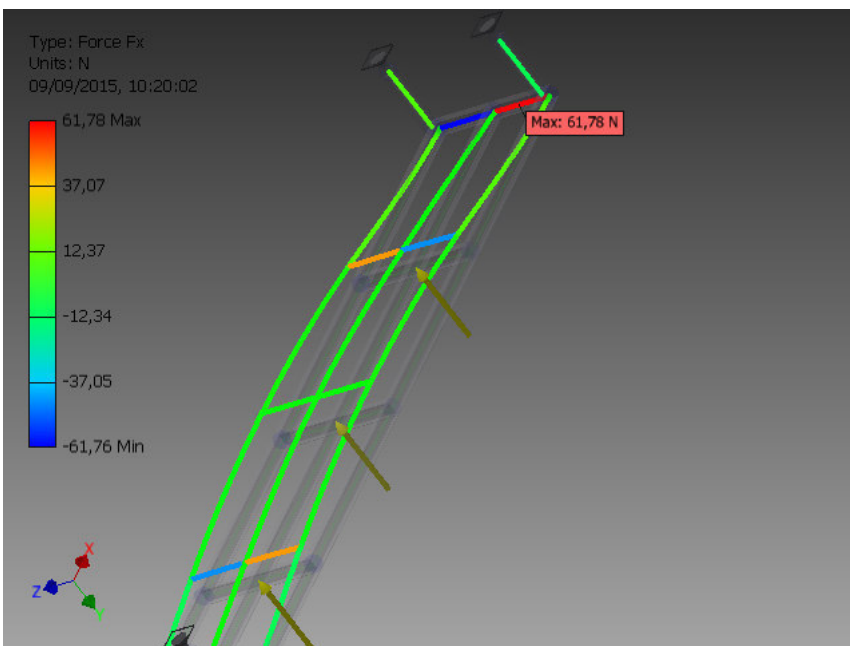 Type: Force Fx
Units: N
09/09/2015, 10:20:02
61,78 Max
37,07
12,37
-12,34
-37,05
-61,76 Min
Max: 61,78 N
X
Z
Y